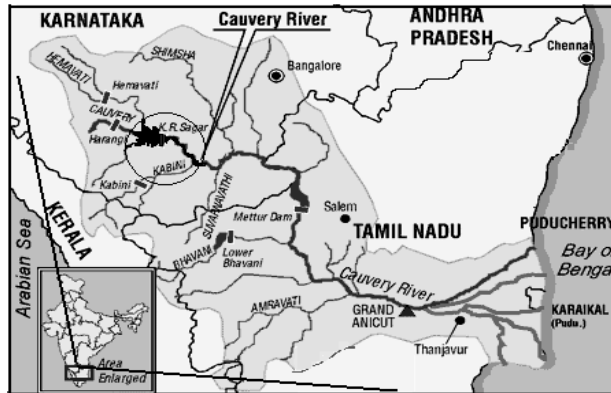 KARNATAKA
Cauvery River
ANDHRA
PRADESH
Chennai
SHIMSHA
HEMAVATI
Hemavati
Bangalore
CAUVERY
K.R.Sagar
Harangi
KABINI
Kabini
SUVARNAVATHI
Mettur Dam
Salem
KERALA
TAMIL NADU
PUDUCHERRY
Arabian Sea
BHAVANI
Lower
Bhavani
Bay o
Benga
Cauvery River
AMRAVATI
GRAND
ANICUT
KARAIKAL
(Pudu.)
Thanjavur
Area
Enlarged